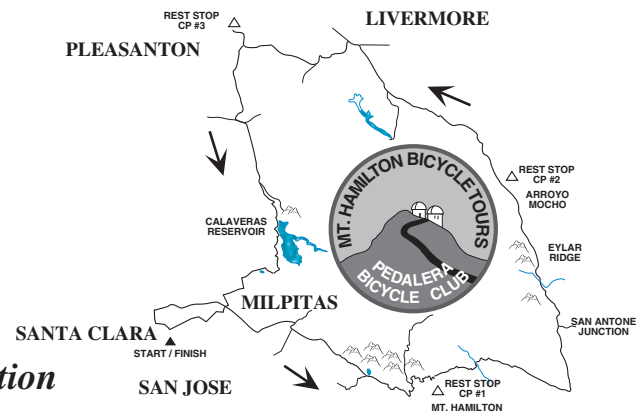 REST STOP
CP #3
LIVERMORE
PLEASANTON
MT. HAMILTON BICYCLE TOURS
REST STOP
CP #2
ARROYO
MOCHO
CALAVERAS
RESERVOIR
EYLAR
RIDGE
PEDALERA
BICYCLE CLUB
MILPITAS
SAN ANTONE
JUNCTION
SANTA CLARA
START / FINISH
tion
SAN JOSE
REST STOP
CP #1
MT. HAMILTON